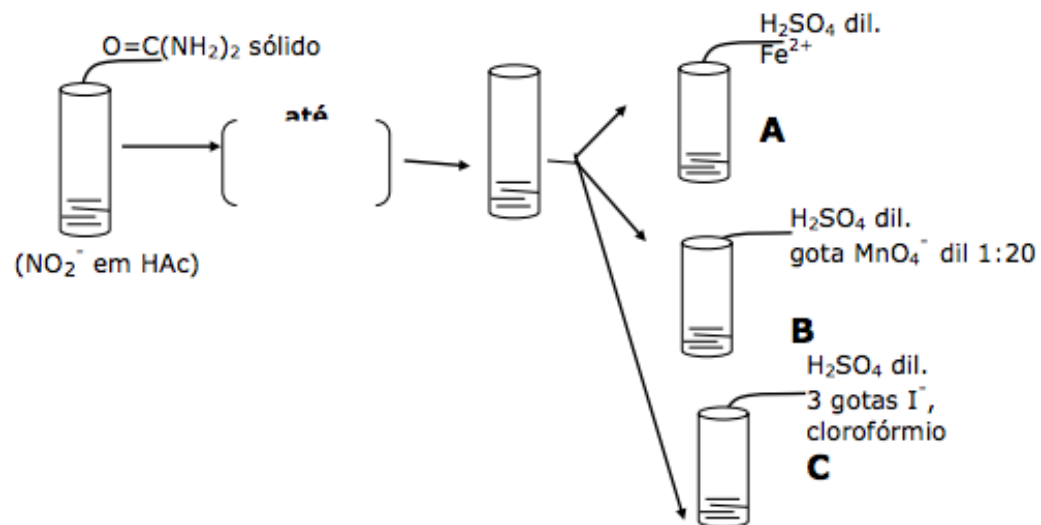 O=C(NH₂)₂ sólido
(NO₂⁻ em HAc)
até
H₂SO₄ dil.
Fe²⁺
A
H₂SO₄ dil.
gota MnO₄⁻ dil 1:20
B
H₂SO₄ dil.
3 gotas I⁻,
clorofórmio
C